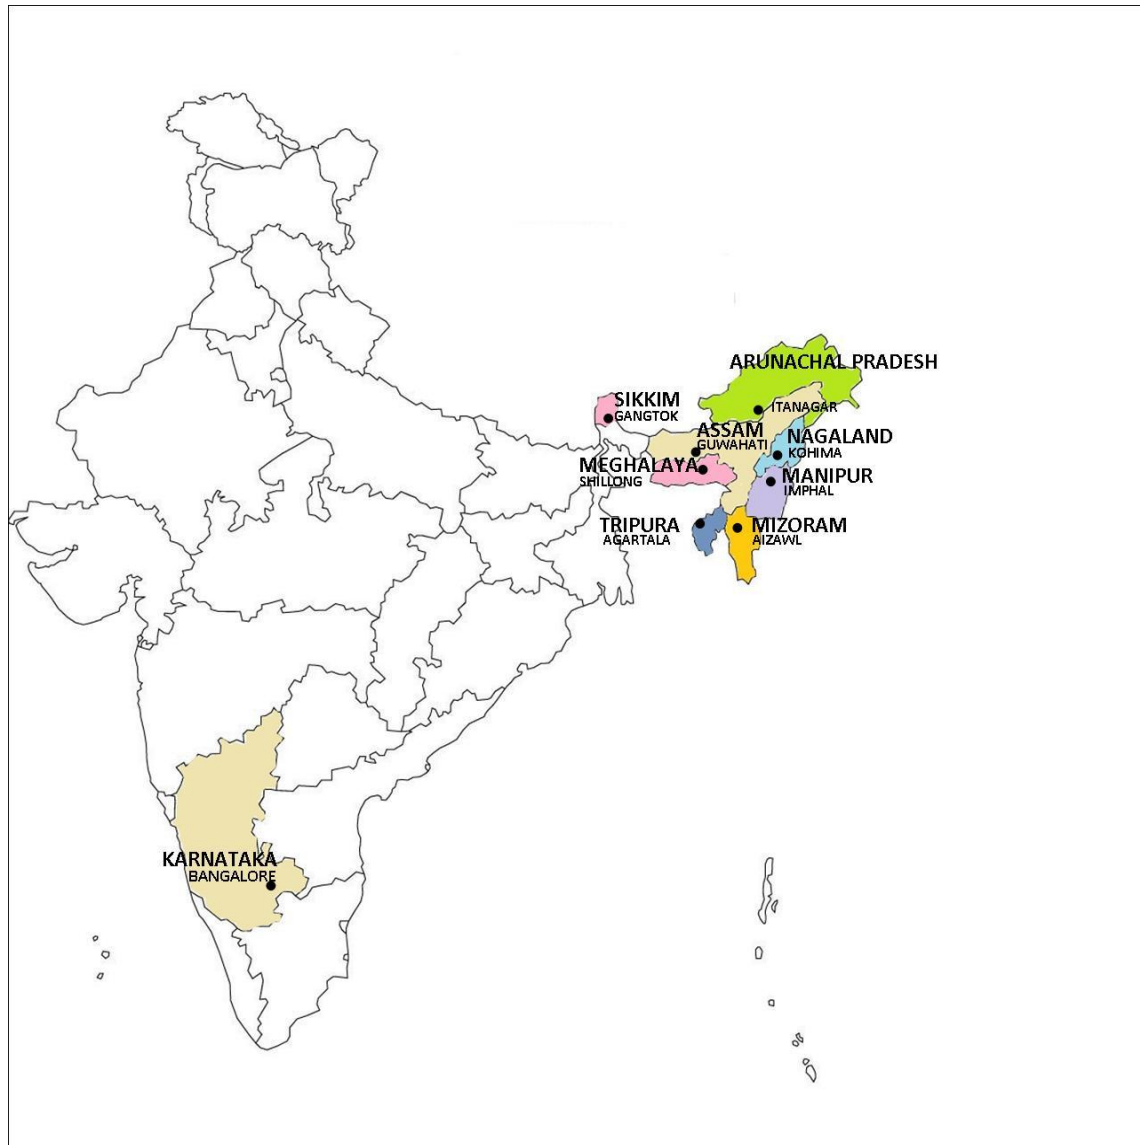 ARUNACHAL PRADESH
ITANAGAR
SIKKIM
GANGTOK
ASSAM
GUWAHATI
NAGALAND
KOHIMA
MEGHALAYA
SHILLONG
MANIPUR
IMPHAL
TRIPURA
AGARTALA
MIZORAM
AIZAWL
KARNATAKA
BANGALORE